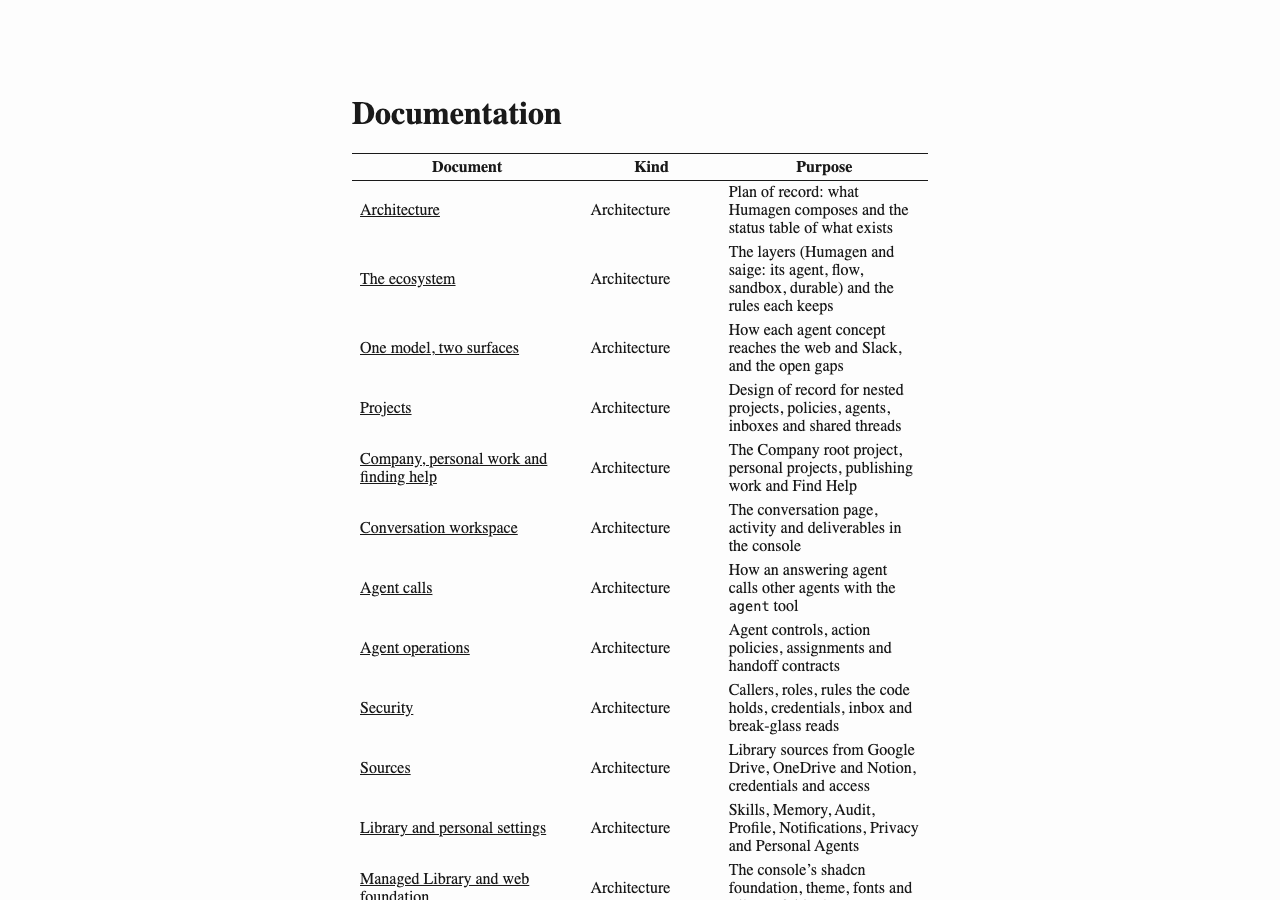 Documentation
Document Kind Purpose
Architecture Architecture Plan of record: what
Humagen composes and the
status table of what exists
The ecosystem Architecture The layers (Humagen and
saige: its agent, flow,
sandbox, durable) and the
rules each keeps
One model, two surfaces Architecture How each agent concept
reaches the web and Slack,
and the open gaps
Projects Architecture Design of record for nested
projects, policies, agents,
inboxes and shared threads
Company, personal work and
finding help Architecture The Company root project,
personal projects, publishing
work and Find Help
Conversation workspace Architecture The conversation page,
activity and deliverables in
the console
Agent calls Architecture How an answering agent
calls other agents with the
agent tool
Agent operations Architecture Agent controls, action
policies, assignments and
handoff contracts
Security Architecture Callers, roles, rules the code
holds, credentials, inbox and
break-glass reads
Sources Architecture Library sources from Google
Drive, OneDrive and Notion,
credentials and access
Library and personal settings Architecture Skills, Memory, Audit,
Profile, Notifications, Privacy
and Personal Agents
Managed Library and web
foundation Architecture The console’s shadcn
foundation, theme, fonts and